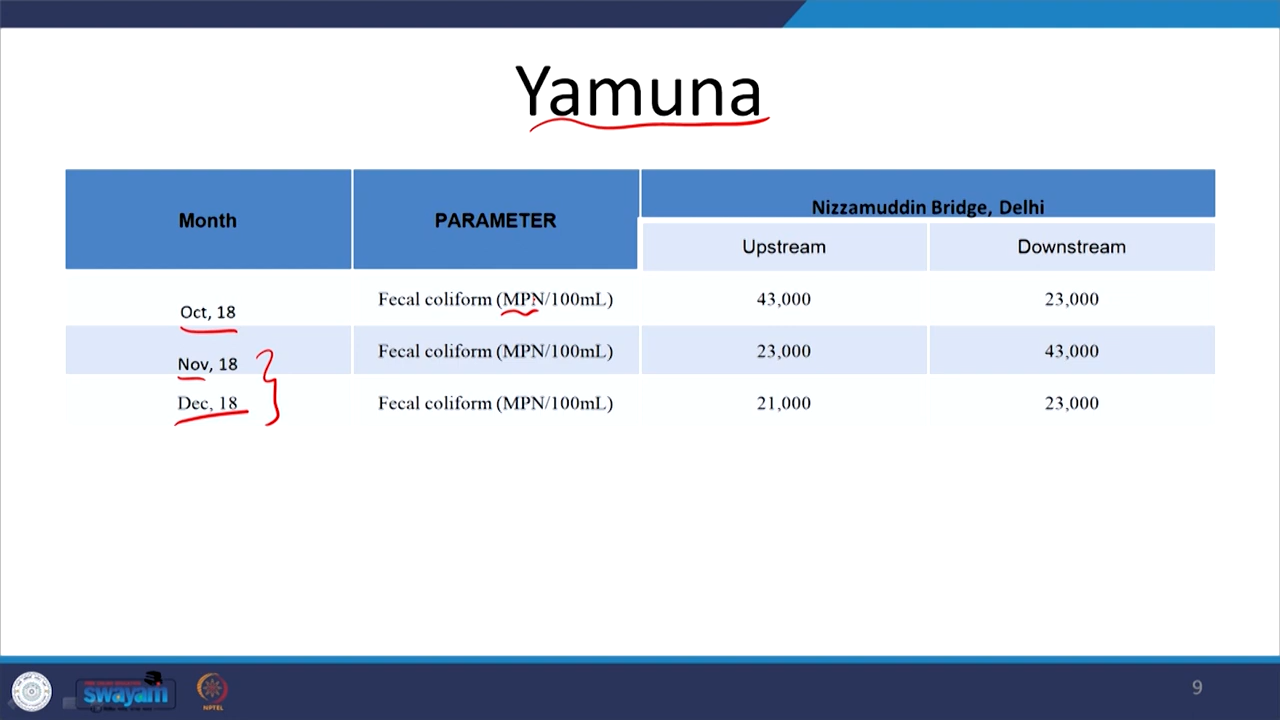 Yamuna
Month PARAMETER Nizzamuddin Bridge, Delhi
Upstream Downstream
Oct, 18 Fecal coliform (MPN/100mL) 43,000 23,000
Nov, 18 Fecal coliform (MPN/100mL) 23,000 43,000
Dec, 18 Fecal coliform (MPN/100mL) 21,000 23,000
swayam
NPTEL
9